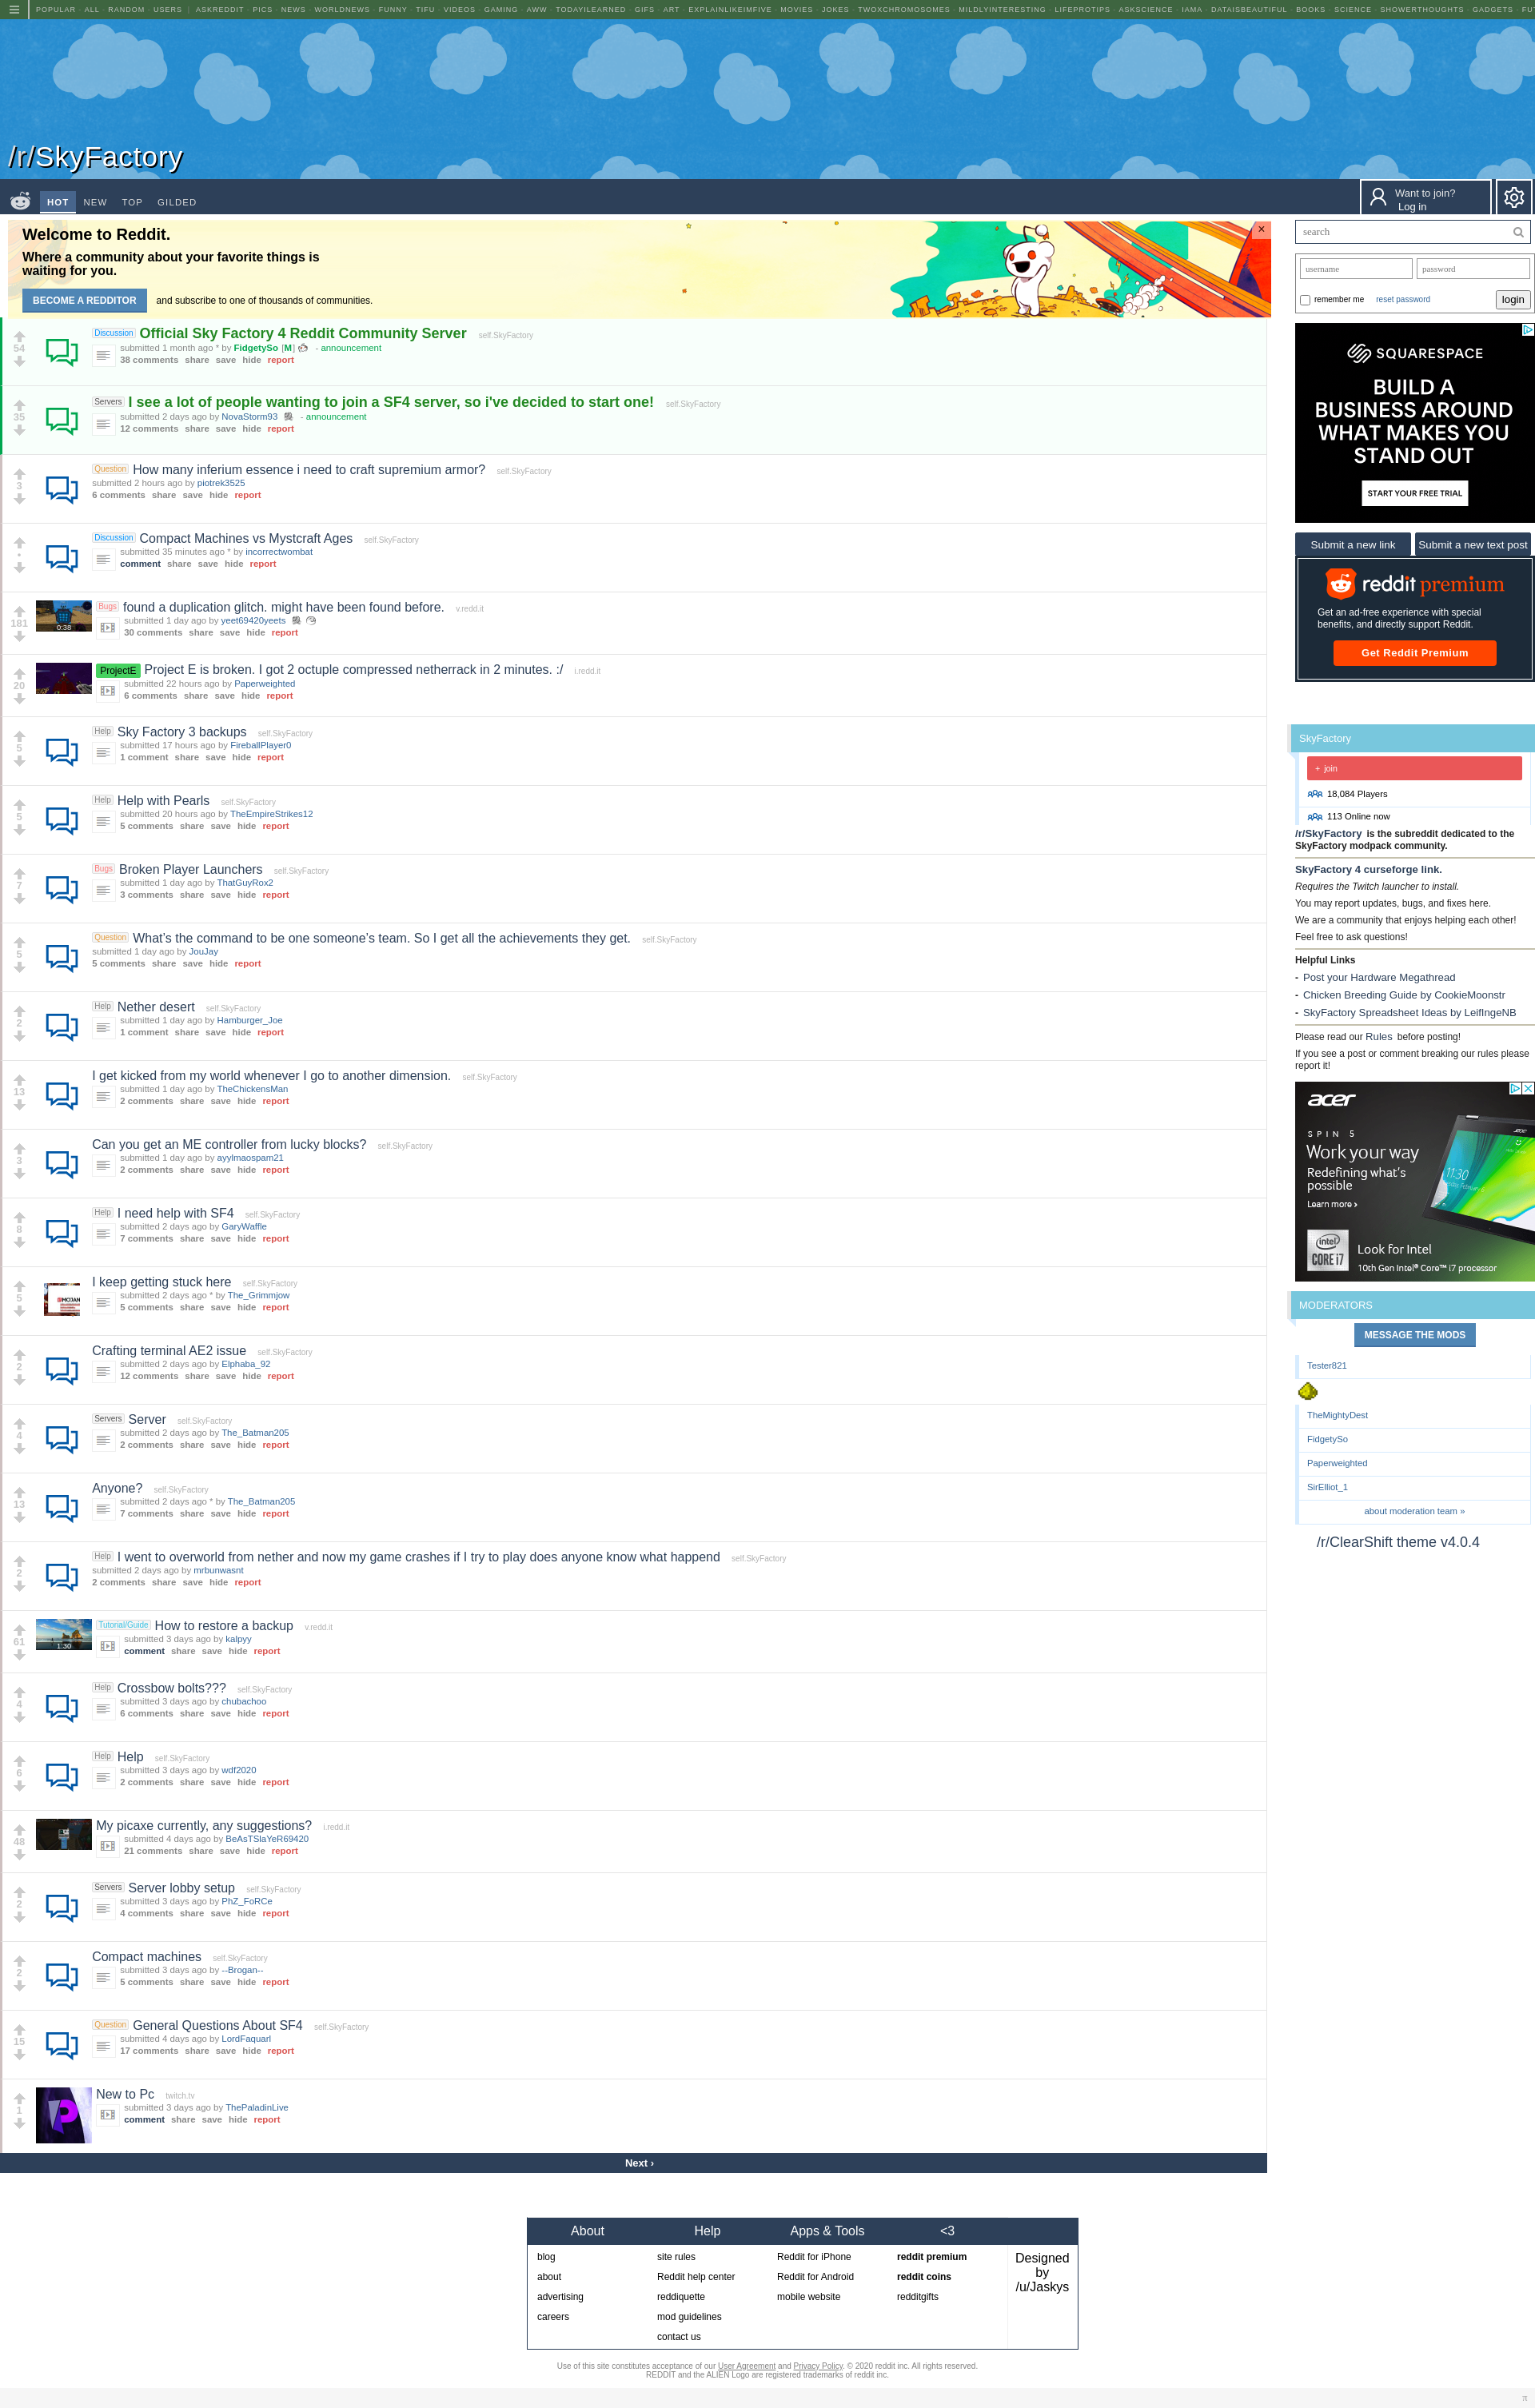 POPULAR · ALL · RANDOM · USERS | ASKREDDIT · PICS · NEWS · WORLDNEWS · FUNNY · TIFU · VIDEOS · GAMING · AWW · TODAYILEARNED · GIFS · ART · EXPLAINLIKEIMFIVE · MOVIES · JOKES · TWOXCHROMOSOMES · MILDLYINTERESTING · LIFEPROTIPS · ASKSCIENCE · IAMA · DATAISBEAUTIFUL · BOOKS · SCIENCE · SHOWERTHOUGHTS · GADGETS · FU
/r/SkyFactory
HOT NEW TOP GILDED
Want to join?
Log in
Welcome to Reddit.
Where a community about your favorite things is
waiting for you.
BECOME A REDDITOR and subscribe to one of thousands of communities.
×
54
Discussion Official Sky Factory 4 Reddit Community Server self.SkyFactory
submitted 1 month ago * by FidgetySo [M] - announcement
38 comments share save hide report
35
Servers I see a lot of people wanting to join a SF4 server, so i've decided to start one! self.SkyFactory
submitted 2 days ago by NovaStorm93 - announcement
12 comments share save hide report
3
Question How many inferium essence i need to craft supremium armor? self.SkyFactory
submitted 2 hours ago by piotrek3525
6 comments share save hide report
•
Discussion Compact Machines vs Mystcraft Ages self.SkyFactory
submitted 35 minutes ago * by incorrectwombat
comment share save hide report
181
0:38
Bugs found a duplication glitch. might have been found before. v.redd.it
submitted 1 day ago by yeet69420yeets
30 comments share save hide report
20
ProjectE Project E is broken. I got 2 octuple compressed netherrack in 2 minutes. :/ i.redd.it
submitted 22 hours ago by Paperweighted
6 comments share save hide report
5
Help Sky Factory 3 backups self.SkyFactory
submitted 17 hours ago by FireballPlayer0
1 comment share save hide report
5
Help Help with Pearls self.SkyFactory
submitted 20 hours ago by TheEmpireStrikes12
5 comments share save hide report
7
Bugs Broken Player Launchers self.SkyFactory
submitted 1 day ago by ThatGuyRox2
3 comments share save hide report
5
Question What’s the command to be one someone’s team. So I get all the achievements they get. self.SkyFactory
submitted 1 day ago by JouJay
5 comments share save hide report
2
Help Nether desert self.SkyFactory
submitted 1 day ago by Hamburger_Joe
1 comment share save hide report
13
I get kicked from my world whenever I go to another dimension. self.SkyFactory
submitted 1 day ago by TheChickensMan
2 comments share save hide report
3
Can you get an ME controller from lucky blocks? self.SkyFactory
submitted 1 day ago by ayylmaospam21
2 comments share save hide report
8
Help I need help with SF4 self.SkyFactory
submitted 2 days ago by GaryWaffle
7 comments share save hide report
5
I keep getting stuck here self.SkyFactory
submitted 2 days ago * by The_Grimmjow
5 comments share save hide report
2
Crafting terminal AE2 issue self.SkyFactory
submitted 2 days ago by Elphaba_92
12 comments share save hide report
4
Servers Server self.SkyFactory
submitted 2 days ago by The_Batman205
2 comments share save hide report
13
Anyone? self.SkyFactory
submitted 2 days ago * by The_Batman205
7 comments share save hide report
2
Help I went to overworld from nether and now my game crashes if I try to play does anyone know what happend self.SkyFactory
submitted 2 days ago by mrbunwasnt
2 comments share save hide report
61
1:30
Tutorial/Guide How to restore a backup v.redd.it
submitted 3 days ago by kalpyy
comment share save hide report
4
Help Crossbow bolts??? self.SkyFactory
submitted 3 days ago by chubachoo
6 comments share save hide report
6
Help Help self.SkyFactory
submitted 3 days ago by wdf2020
2 comments share save hide report
48
My picaxe currently, any suggestions? i.redd.it
submitted 4 days ago by BeAsTSlaYeR69420
21 comments share save hide report
2
Servers Server lobby setup self.SkyFactory
submitted 3 days ago by PhZ_FoRCe
4 comments share save hide report
2
Compact machines self.SkyFactory
submitted 3 days ago by --Brogan--
5 comments share save hide report
15
Question General Questions About SF4 self.SkyFactory
submitted 4 days ago by LordFaquarl
17 comments share save hide report
1
New to Pc twitch.tv
submitted 3 days ago by ThePaladinLive
comment share save hide report
Next ›
search
username password
remember me reset password login
SQUARESPACE
BUILD A
BUSINESS AROUND
WHAT MAKES YOU
STAND OUT
START YOUR FREE TRIAL
Submit a new link Submit a new text post
reddit premium
Get an ad-free experience with special
benefits, and directly support Reddit.
Get Reddit Premium
SkyFactory
+ join
18,084 Players
113 Online now
/r/SkyFactory is the subreddit dedicated to the
SkyFactory modpack community.
SkyFactory 4 curseforge link.
Requires the Twitch launcher to install.
You may report updates, bugs, and fixes here.
We are a community that enjoys helping each other!
Feel free to ask questions!
Helpful Links
- Post your Hardware Megathread
- Chicken Breeding Guide by CookieMoonstr
- SkyFactory Spreadsheet Ideas by LeifIngeNB
Please read our Rules before posting!
If you see a post or comment breaking our rules please
report it!
acer
SPIN 5
Work your way
Redefining what's
possible
Learn more ›
11:30
intel
CORE i7
Look for Intel
10th Gen Intel® Core™ i7 processor
MODERATORS
MESSAGE THE MODS
Tester821
TheMightyDest
FidgetySo
Paperweighted
SirElliot_1
about moderation team »
/r/ClearShift theme v4.0.4
About Help Apps & Tools <3
blog site rules Reddit for iPhone reddit premium
about Reddit help center Reddit for Android reddit coins
advertising reddiquette mobile website redditgifts
careers mod guidelines
contact us
Designed
by
/u/Jaskys
Use of this site constitutes acceptance of our User Agreement and Privacy Policy. © 2020 reddit inc. All rights reserved.
REDDIT and the ALIEN Logo are registered trademarks of reddit inc.
π